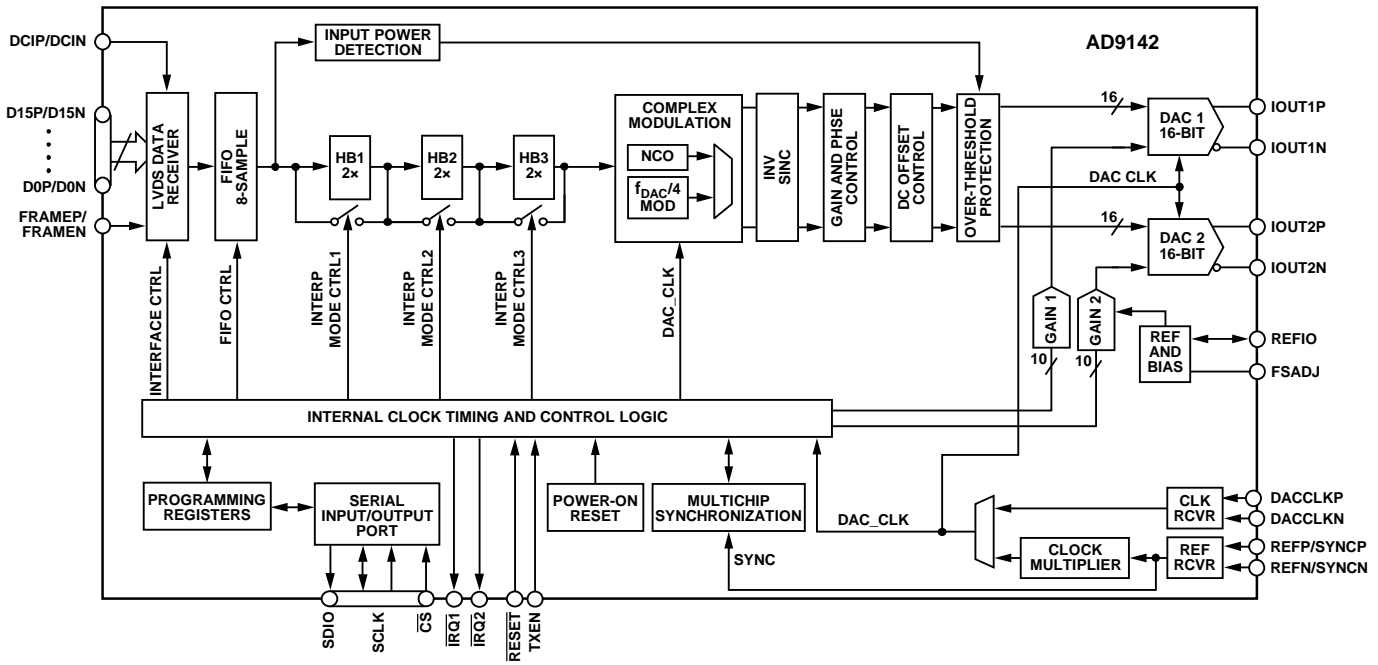 AD9142
DCIP/DCIN
D15P/D15N
D0P/D0N
FRAMEP/
FRAMEN
LVDS DATA
RECEIVER
FIFO
8-SAMPLE
INPUT POWER
DETECTION
HB1
2×
HB2
2×
HB3
2×
COMPLEX
MODULATION
NCO
fDAC/4
MOD
INV
SINC
GAIN AND PHSE
CONTROL
DC OFFSET
CONTROL
OVER-THRESHOLD
PROTECTION
16
DAC 1
16-BIT
IOUT1P
IOUT1N
DAC CLK
16
DAC 2
16-BIT
IOUT2P
IOUT2N
INTERFACE CTRL
FIFO CTRL
INTERP
MODE CTRL1
INTERP
MODE CTRL2
INTERP
MODE CTRL3
DAC_CLK
GAIN 1
10
GAIN 2
10
REF
AND
BIAS
REFIO
FSADJ
INTERNAL CLOCK TIMING AND CONTROL LOGIC
PROGRAMMING
REGISTERS
SERIAL
INPUT/OUTPUT
PORT
POWER-ON
RESET
MULTICHIP
SYNCHRONIZATION
DAC_CLK
SYNC
CLOCK
MULTIPLIER
CLK
RCVR
REF
RCVR
DACCLKP
DACCLKN
REFP/SYNCP
REFN/SYNCN
SDIO
SCLK
CS
IRQ1
IRQ2
RESET
TXEN